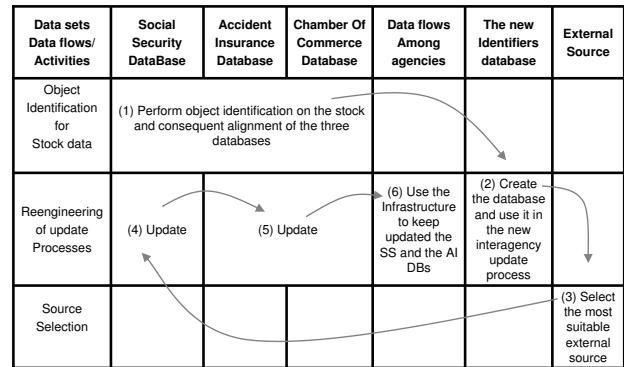 Data sets
Data flows/
Activities
Social
Security
DataBase
Accident
Insurance
Database
Chamber Of
Commerce
Database
Data flows
Among
agencies
The new
Identifiers
database
External
Source
Object
Identification
for
Stock data
(1) Perform object identification on the stock
and consequent alignment of the three
databases
Reengineering
of update
Processes
(4) Update
(5) Update
(6) Use the
Infrastructure
to keep
updated the
SS and the AI
DBs
(2) Create
the database
and use it in
the new
interagency
update
process
Source
Selection
(3) Select
the most
suitable
external
source